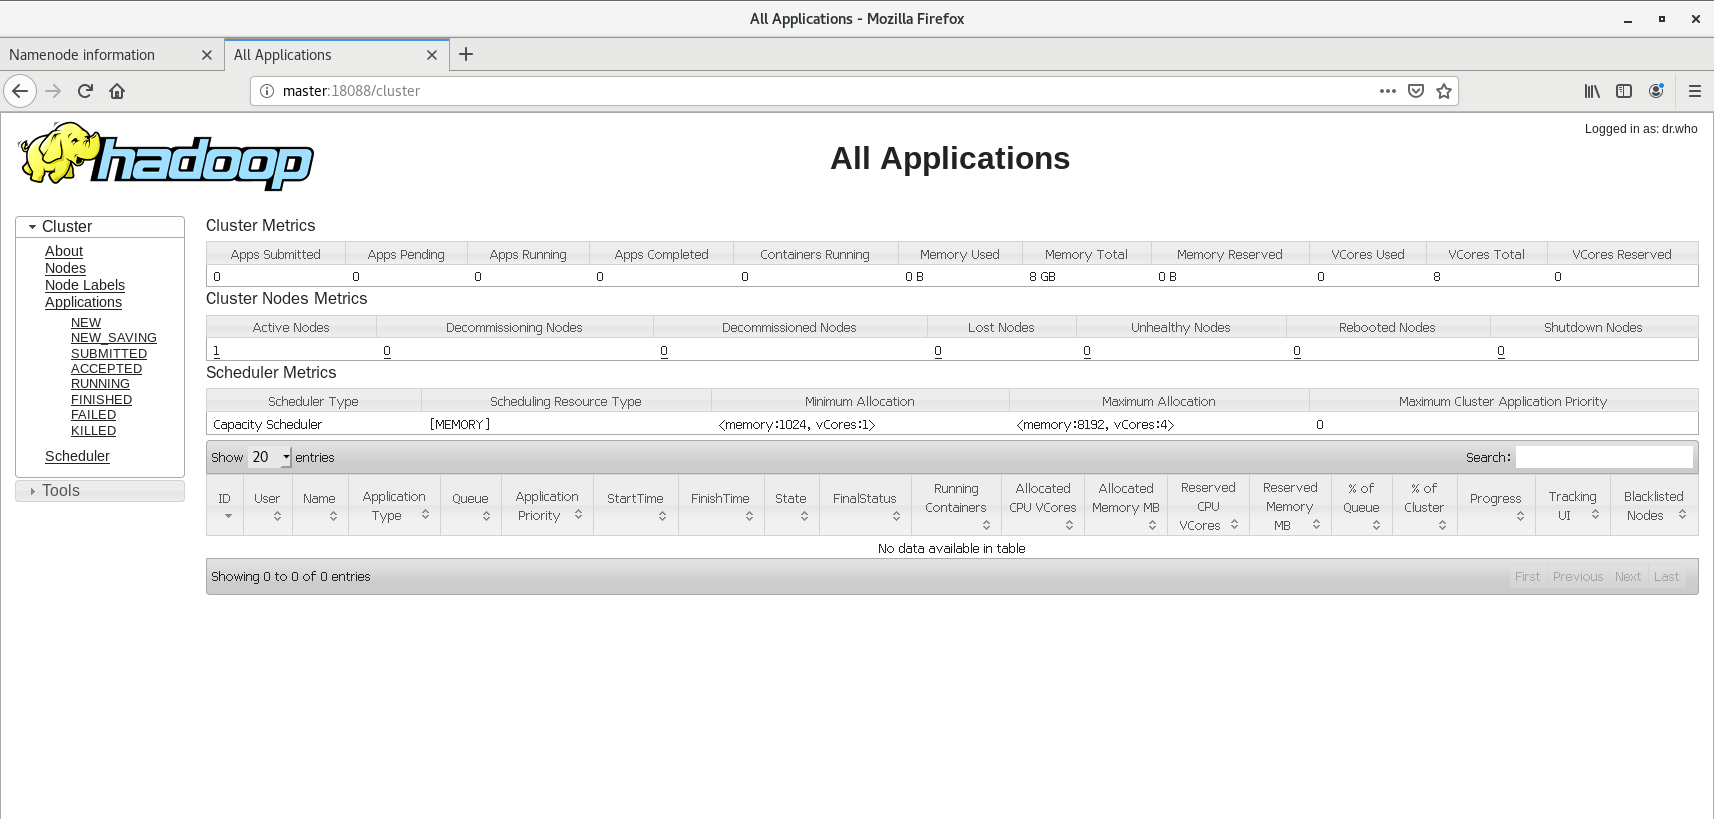 All Applications - Mozilla Firefox
Namenode information
All Applications
master:18088/cluster
Logged in as: dr.who
hadoop
All Applications
Cluster
About
Nodes
Node Labels
Applications
NEW
NEW_SAVING
SUBMITTED
ACCEPTED
RUNNING
FINISHED
FAILED
KILLED
Scheduler
Tools
Cluster Metrics
Apps Submitted Apps Pending Apps Running Apps Completed Containers Running Memory Used Memory Total Memory Reserved VCores Used VCores Total VCores Reserved
0 0 0 0 0 0 B 8 GB 0 B 0 8 0
Cluster Nodes Metrics
Active Nodes Decommissioning Nodes Decommissioned Nodes Lost Nodes Unhealthy Nodes Rebooted Nodes Shutdown Nodes
1 0 0 0 0 0 0
Scheduler Metrics
Scheduler Type Scheduling Resource Type Minimum Allocation Maximum Allocation Maximum Cluster Application Priority
Capacity Scheduler [MEMORY] <memory:1024, vCores:1> <memory:8192, vCores:4> 0
Show 20 entries Search:
ID User Name Application Type Queue Application Priority StartTime FinishTime State FinalStatus Running Containers Allocated CPU VCores Allocated Memory MB Reserved CPU VCores Reserved Memory MB % of Queue % of Cluster Progress Tracking UI Blacklisted Nodes
No data available in table
Showing 0 to 0 of 0 entries First Previous Next Last